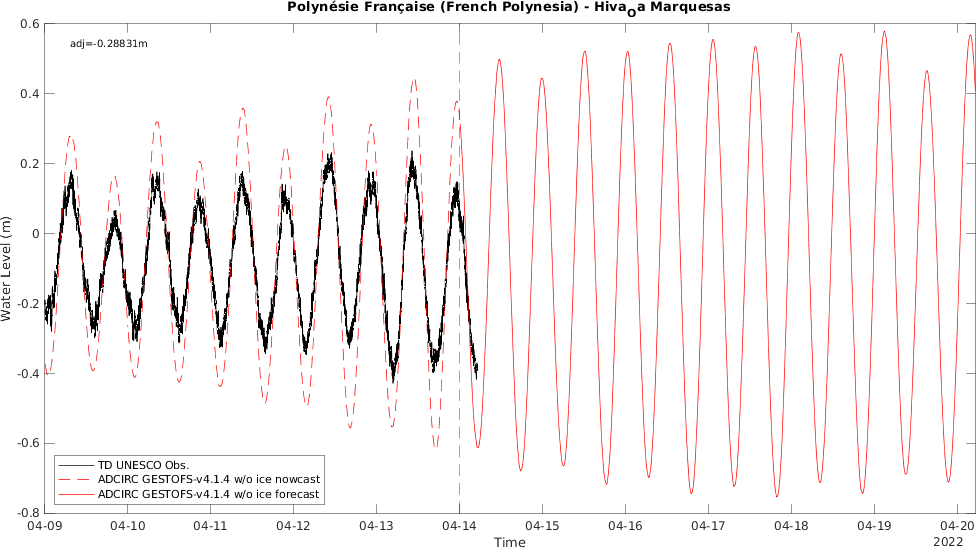 Polynésie Française (French Polynesia) - Hiva_Oa Marquesas
adj=-0.28831m
0.6
0.4
0.2
0
-0.2
-0.4
-0.6
-0.8
Water Level (m)
TD UNESCO Obs.
ADCIRC GESTOFS-v4.1.4 w/o ice nowcast
ADCIRC GESTOFS-v4.1.4 w/o ice forecast
04-09 04-10 04-11 04-12 04-13 04-14 04-15 04-16 04-17 04-18 04-19 04-20
Time
2022